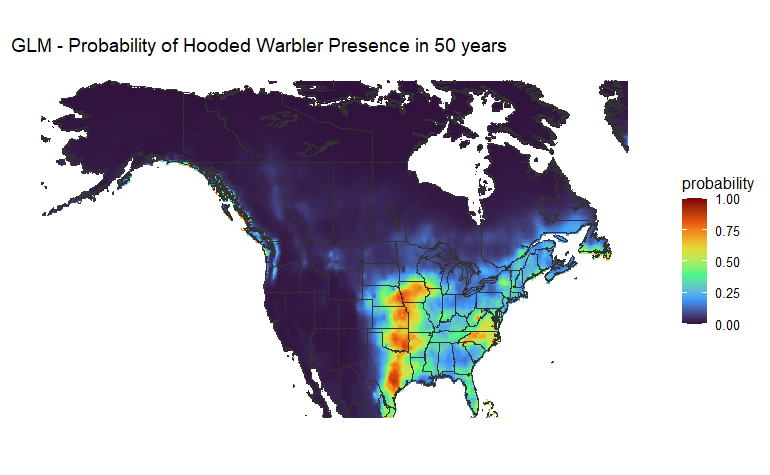 GLM - Probability of Hooded Warbler Presence in 50 years
probability
1.00
0.75
0.50
0.25
0.00